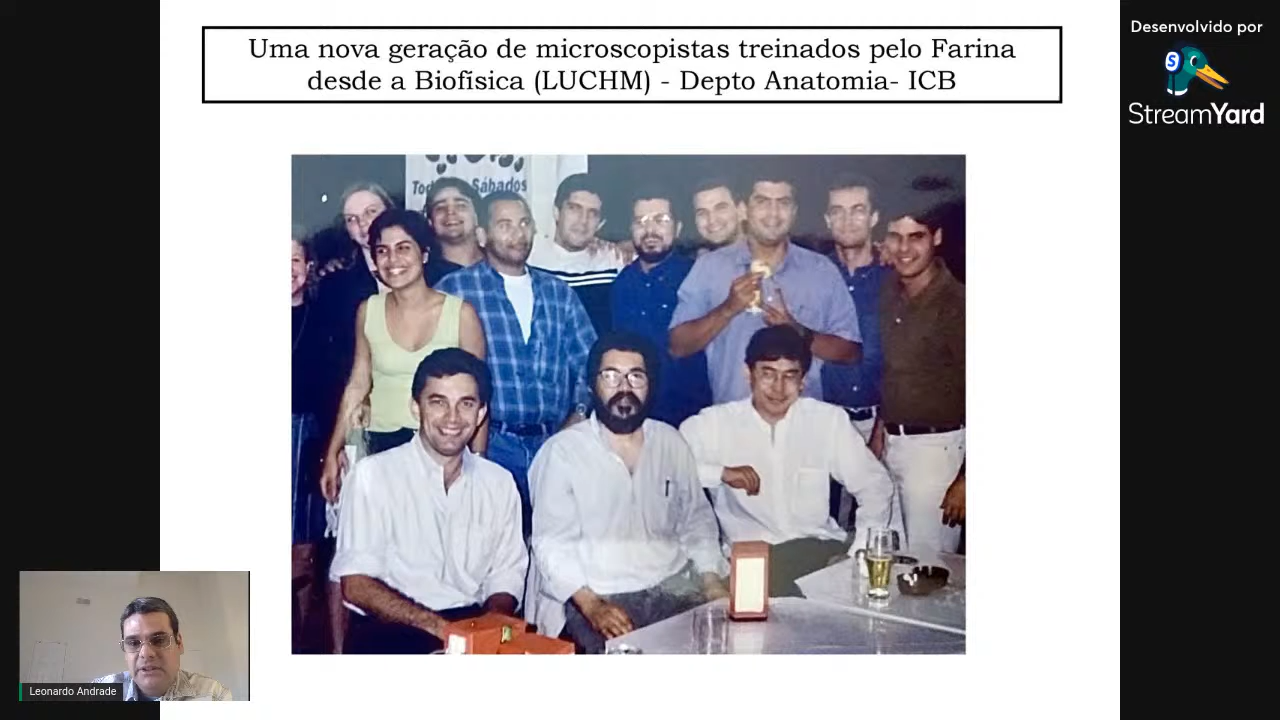 Uma nova geração de microscopistas treinados pelo Farina
desde a Biofísica (LUCHM) - Depto Anatomia- ICB
Desenvolvido por
StreamYard
Sábados
Leonardo Andrade